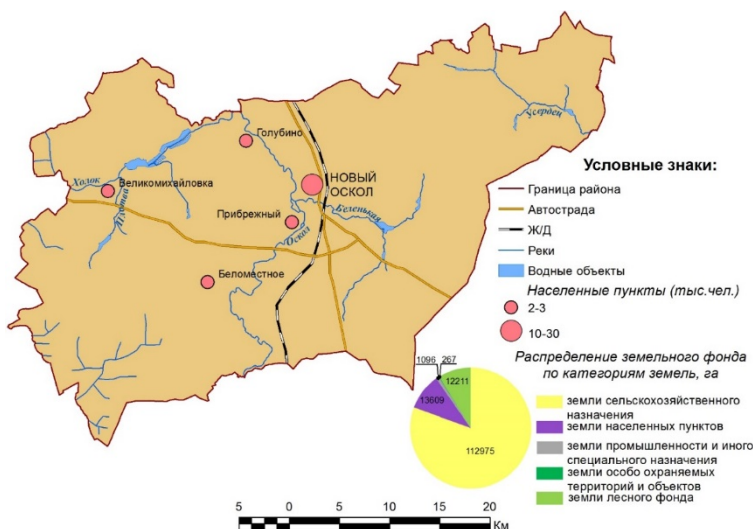 Усердец
Голубино
Холок
Великомихайловка
НОВЫЙ
ОСКОЛ
Беленькая
Прибрежный
Оскол
Беломестное
Условные знаки:
Граница района
Автострада
Ж/Д
Реки
Водные объекты
Населенные пункты (тыс.чел.)
2-3
10-30
Распределение земельного фонда
по категориям земель, га
1096
267
12211
13609
112975
земли сельскохозяйственного
назначения
земли населенных пунктов
земли промышленности и иного
специального назначения
земли особо охраняемых
территорий и объектов
земли лесного фонда
5
0
5
10
15
20
Км